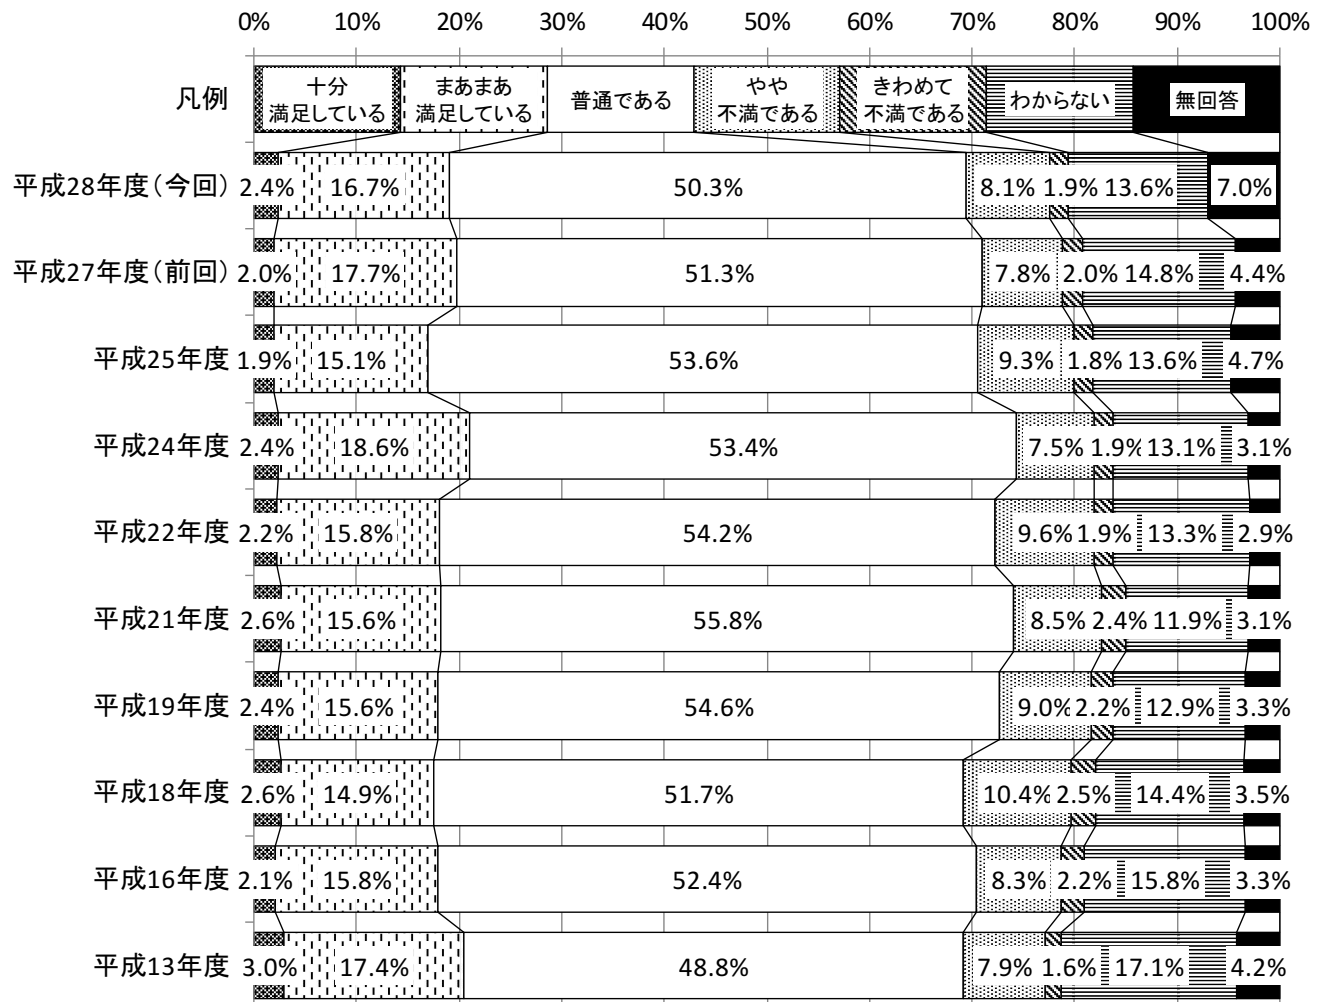 0% 10% 20% 30% 40% 50% 60% 70% 80% 90% 100%
凡例
十分
満足している
まあまあ
満足している
普通である
やや
不満である
きわめて
不満である
わからない
無回答
平成28年度（今回） 2.4% 16.7% 50.3% 8.1% 1.9% 13.6% 7.0%
平成27年度（前回） 2.0% 17.7% 51.3% 7.8% 2.0% 14.8% 4.4%
平成25年度 1.9% 15.1% 53.6% 9.3% 1.8% 13.6% 4.7%
平成24年度 2.4% 18.6% 53.4% 7.5% 1.9% 13.1% 3.1%
平成22年度 2.2% 15.8% 54.2% 9.6% 1.9% 13.3% 2.9%
平成21年度 2.6% 15.6% 55.8% 8.5% 2.4% 11.9% 3.1%
平成19年度 2.4% 15.6% 54.6% 9.0% 2.2% 12.9% 3.3%
平成18年度 2.6% 14.9% 51.7% 10.4% 2.5% 14.4% 3.5%
平成16年度 2.1% 15.8% 52.4% 8.3% 2.2% 15.8% 3.3%
平成13年度 3.0% 17.4% 48.8% 7.9% 1.6% 17.1% 4.2%